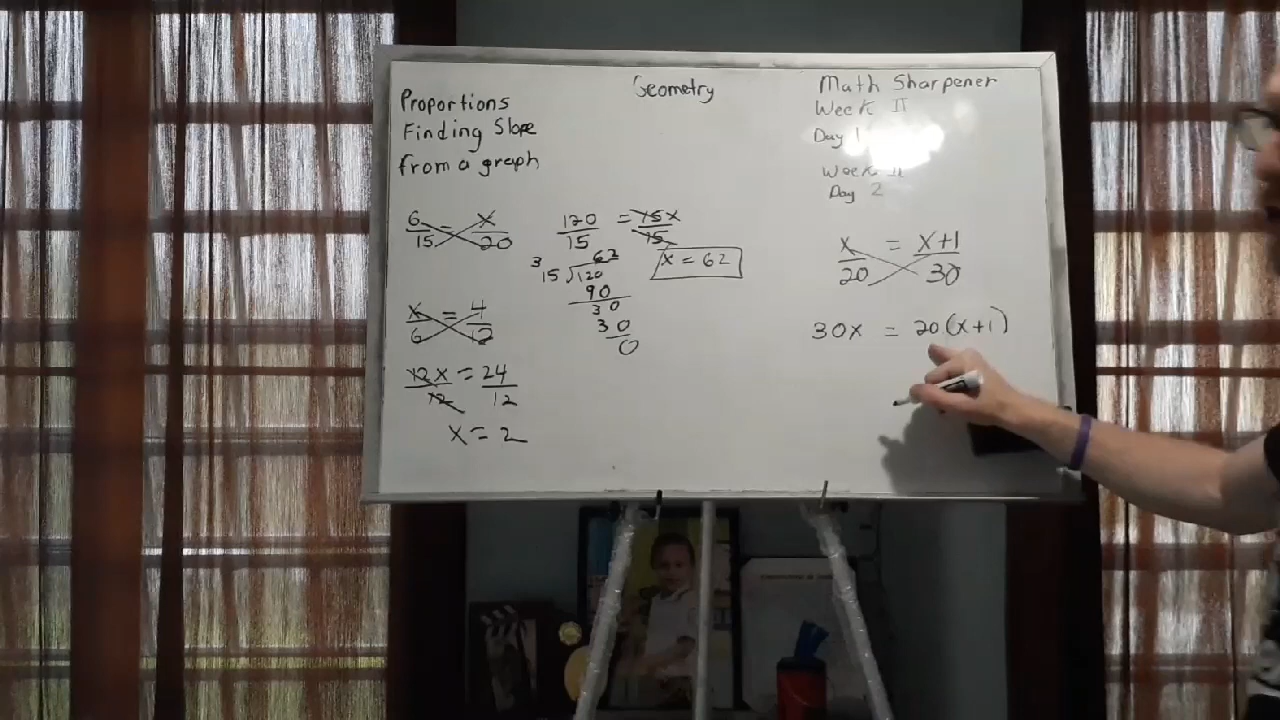 Proportions
Finding Slope
from a graph
6/15 = x/20
x/6 = 4/12
12x/12 = 24/12
x = 2
Geometry
120/15 = 15x/15
3
62
15)120
90
30
30
0
x = 62
Math Sharpener
Week II
Day 1
Week II
Day 2
x/20 = x+1/30
30x = 20(x+1)